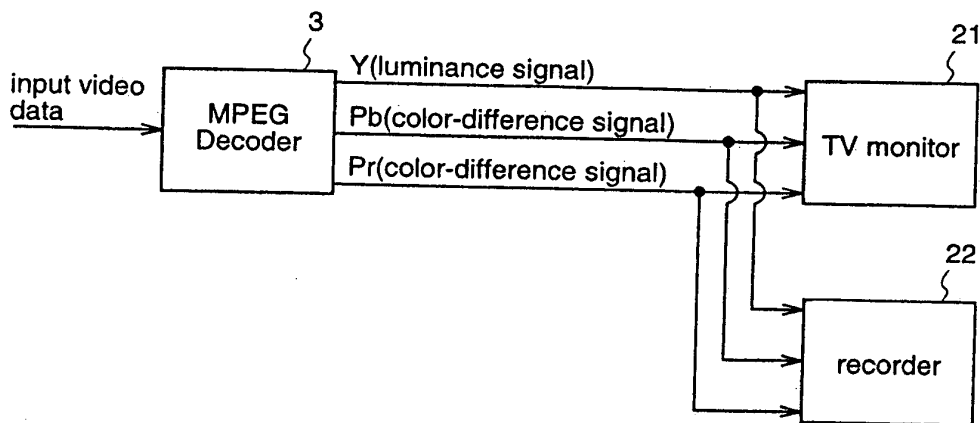 3
21
input video
data
MPEG
Decoder
Y(luminance signal)
Pb(color-difference signal)
Pr(color-difference signal)
TV monitor
22
recorder